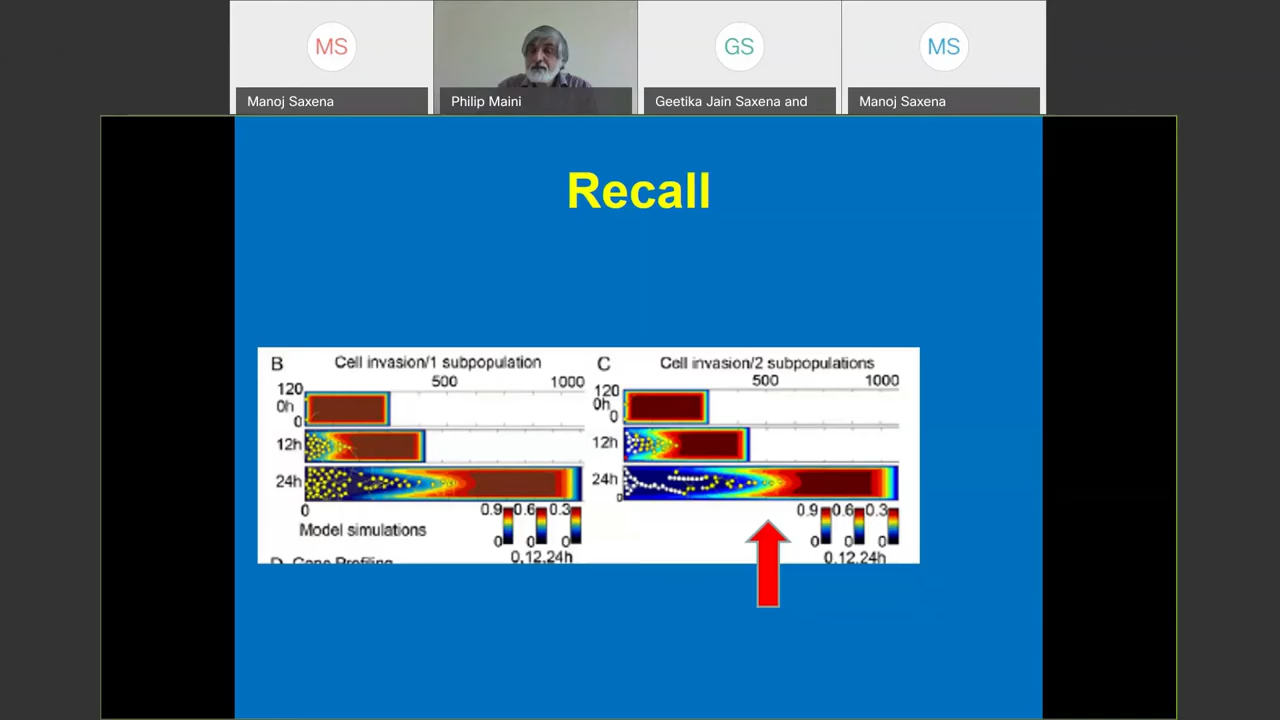 MS
GS
MS
Manoj Saxena
Philip Maini
Geetika Jain Saxena and
Manoj Saxena
Recall
B Cell invasion/1 subpopulation
500 1000
120
0h
0
12h
24h
0
0.9 0.6 0.3
Model simulations
0 0 0
0,12,24h
D Gene Profiling
C Cell invasion/2 subpopulations
500 1000
120
0h
0
12h
24h
0
0.9 0.6 0.3
0 0 0
0,12,24h